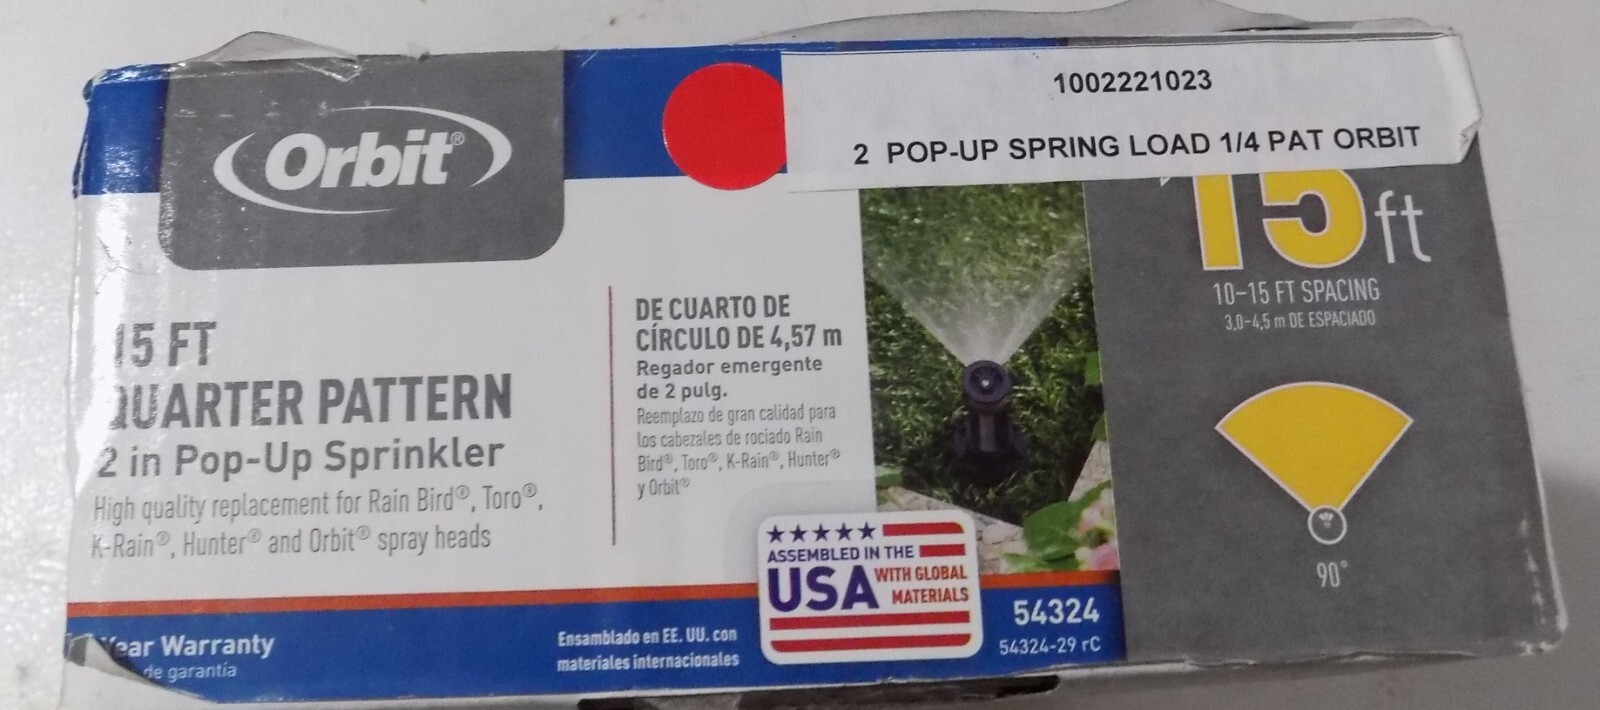 Orbit®
1002221023
2 POP-UP SPRING LOAD 1/4 PAT ORBIT
15 FT
QUARTER PATTERN
2 in Pop-Up Sprinkler
High quality replacement for Rain Bird®, Toro®,
K-Rain®, Hunter® and Orbit® spray heads
DE CUARTO DE
CÍRCULO DE 4,57 m
Regador emergente
de 2 pulg.
Reemplazo de gran calidad para
los cabezales de rociado Rain
Bird®, Toro®, K-Rain®, Hunter®
y Orbit®
15 ft
10-15 FT SPACING
3,0-4,5 m DE ESPACIADO
90°
Year Warranty
de garantía
Ensamblado en EE. UU. con
materiales internacionales
ASSEMBLED IN THE
USA WITH GLOBAL
MATERIALS
54324
54324-29 rC